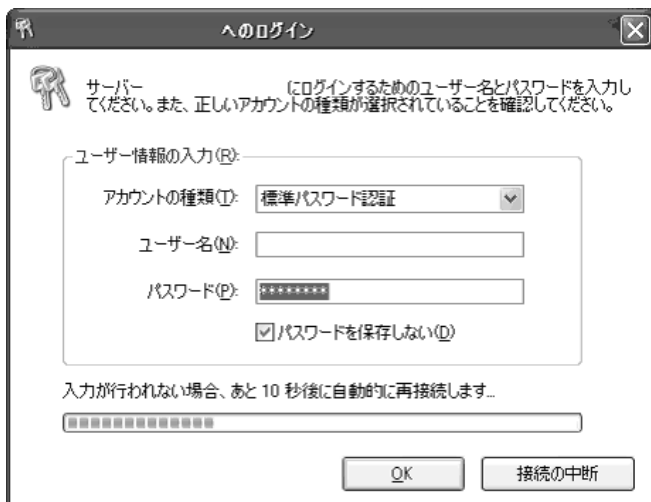 へのログイン
サーバー にログインするためのユーザー名とパスワードを入力し
てください。また、正しいアカウントの種類が選択されていることを確認してください。
ユーザー情報の入力(R):
アカウントの種類(T): 標準パスワード認証
ユーザー名(N):
パスワード(P): ********
パスワードを保存しない(D)
入力が行われない場合、あと 10 秒後に自動的に再接続します...
OK 接続の中断